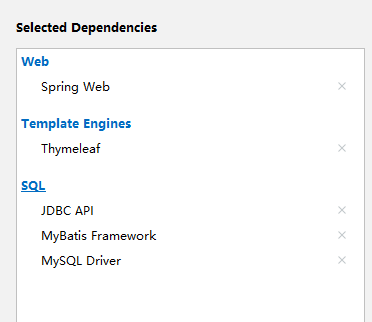 Selected Dependencies
Web
Spring Web
Template Engines
Thymeleaf
SQL
JDBC API
MyBatis Framework
MySQL Driver